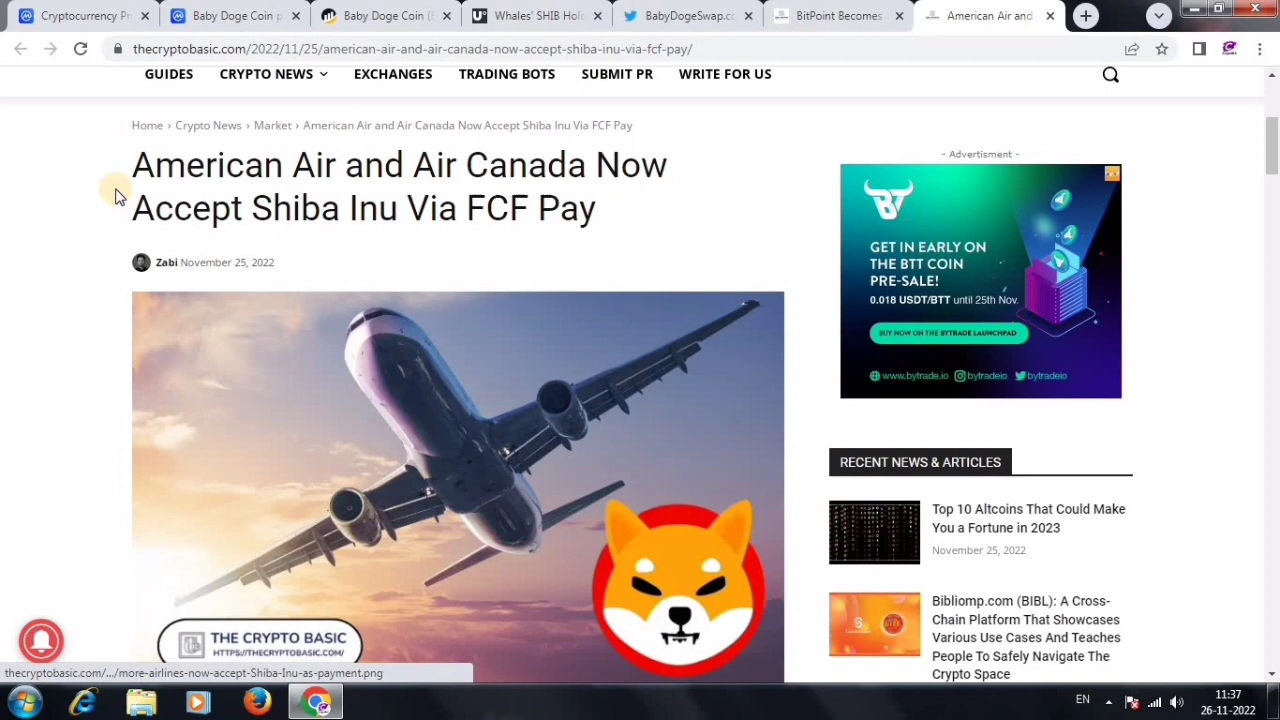 Cryptocurrency Pr
Baby Doge Coin p
Baby Doge Coin (E
Whales' SHIB H
BabyDogeSwap.c
BitPoint Becomes
American Air and
thecryptobasic.com/2022/11/25/american-air-and-air-canada-now-accept-shiba-inu-via-fcf-pay/
GUIDES
CRYPTO NEWS
EXCHANGES
TRADING BOTS
SUBMIT PR
WRITE FOR US
Home › Crypto News › Market › American Air and Air Canada Now Accept Shiba Inu Via FCF Pay
American Air and Air Canada Now
Accept Shiba Inu Via FCF Pay
Zabi November 25, 2022
THE CRYPTO BASIC
HTTPS://THECRYPTOBASIC.COM/
- Advertisment -
GET IN EARLY ON
THE BTT COIN
PRE-SALE!
0.018 USDT/BTT until 25th Nov.
BUY NOW ON THE BYTRADE LAUNCHPAD
www.bytrade.io bytradeio bytradeio
RECENT NEWS & ARTICLES
Top 10 Altcoins That Could Make
You a Fortune in 2023
November 25, 2022
Bibliomp.com (BIBL): A Cross-
Chain Platform That Showcases
Various Use Cases And Teaches
People To Safely Navigate The
Crypto Space
thecryptobasic.com/.../more-airlines-now-accept-Shiba-Inu-as-payment.png
EN
11:37
26-11-2022